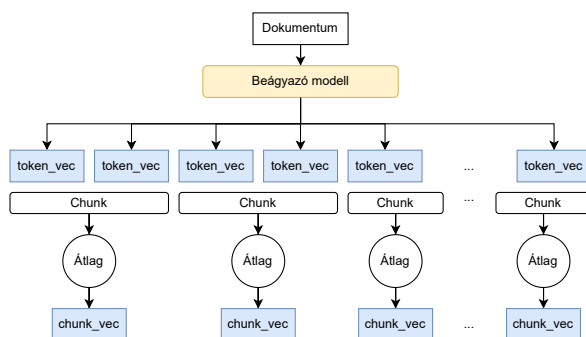 Dokumentum
Beágyazó modell
token_vec token_vec token_vec token_vec token_vec ... token_vec
Chunk Chunk Chunk ... Chunk
Átlag Átlag Átlag Átlag
chunk_vec chunk_vec chunk_vec ... chunk_vec